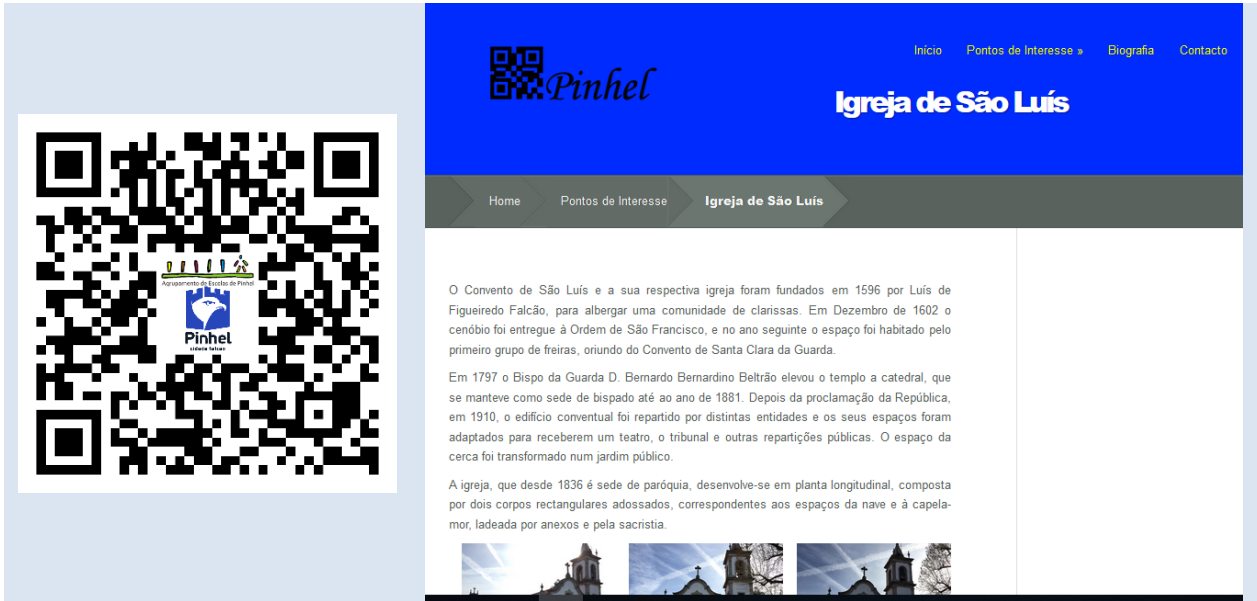 Agrupamento de Escolas de Pinhel
Pinhel
cidade falcão
Pinhel
Início Pontos de Interesse » Biografia Contacto
Igreja de São Luís
Home Pontos de Interesse Igreja de São Luís
O Convento de São Luís e a sua respectiva igreja foram fundados em 1596 por Luís de
Figueiredo Falcão, para albergar uma comunidade de clarissas. Em Dezembro de 1602 o
cenóbio foi entregue à Ordem de São Francisco, e no ano seguinte o espaço foi habitado pelo
primeiro grupo de freiras, oriundo do Convento de Santa Clara da Guarda.
Em 1797 o Bispo da Guarda D. Bernardo Bernardino Beltrão elevou o templo a catedral, que
se manteve como sede de bispado até ao ano de 1881. Depois da proclamação da República,
em 1910, o edifício conventual foi repartido por distintas entidades e os seus espaços foram
adaptados para receberem um teatro, o tribunal e outras repartições públicas. O espaço da
cerca foi transformado num jardim público.
A igreja, que desde 1836 é sede de paróquia, desenvolve-se em planta longitudinal, composta
por dois corpos rectangulares adossados, correspondentes aos espaços da nave e à capela-
mor, ladeada por anexos e pela sacristia.